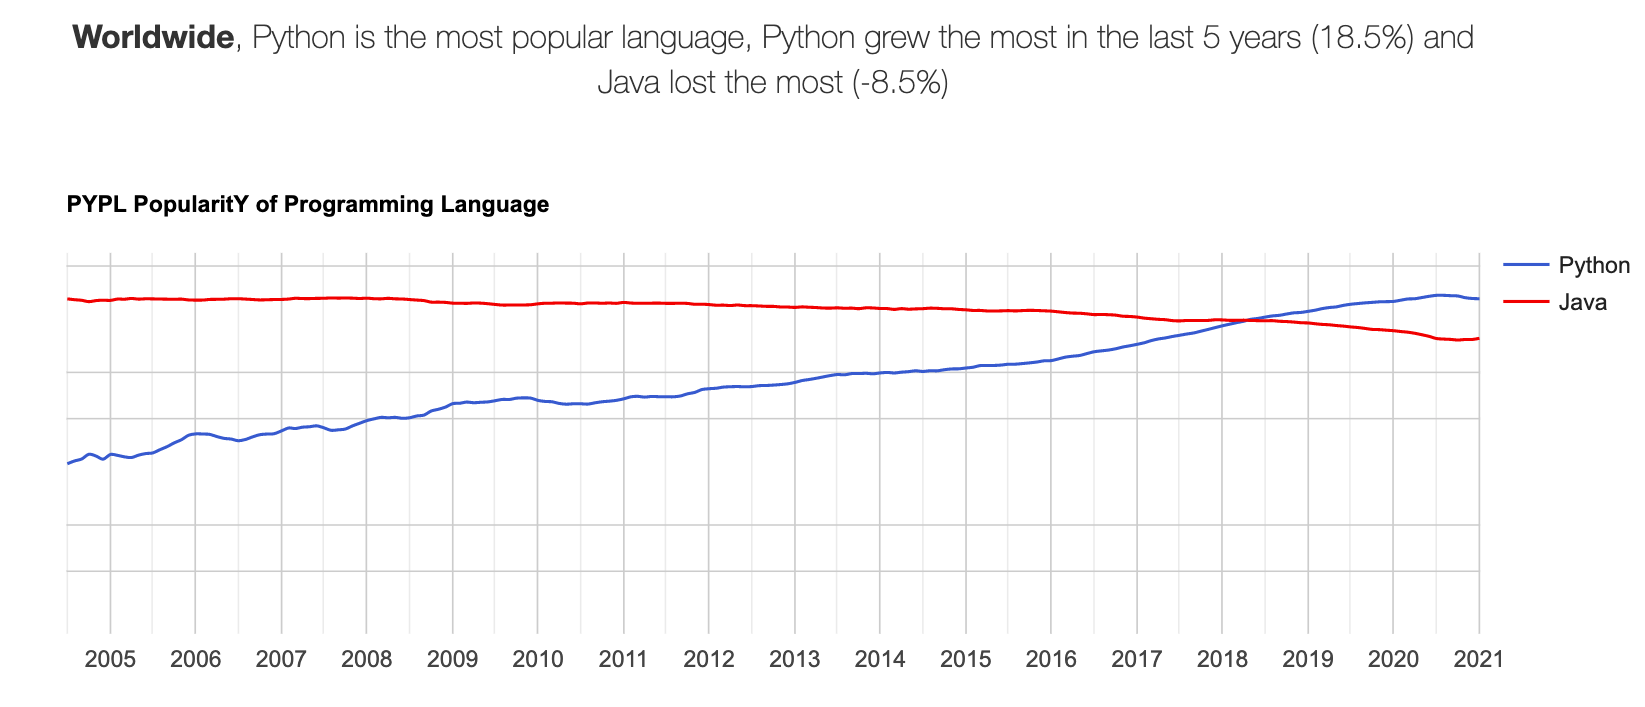 Worldwide, Python is the most popular language, Python grew the most in the last 5 years (18.5%) and
Java lost the most (-8.5%)
PYPL PopularitY of Programming Language
Python
Java
2005 2006 2007 2008 2009 2010 2011 2012 2013 2014 2015 2016 2017 2018 2019 2020 2021